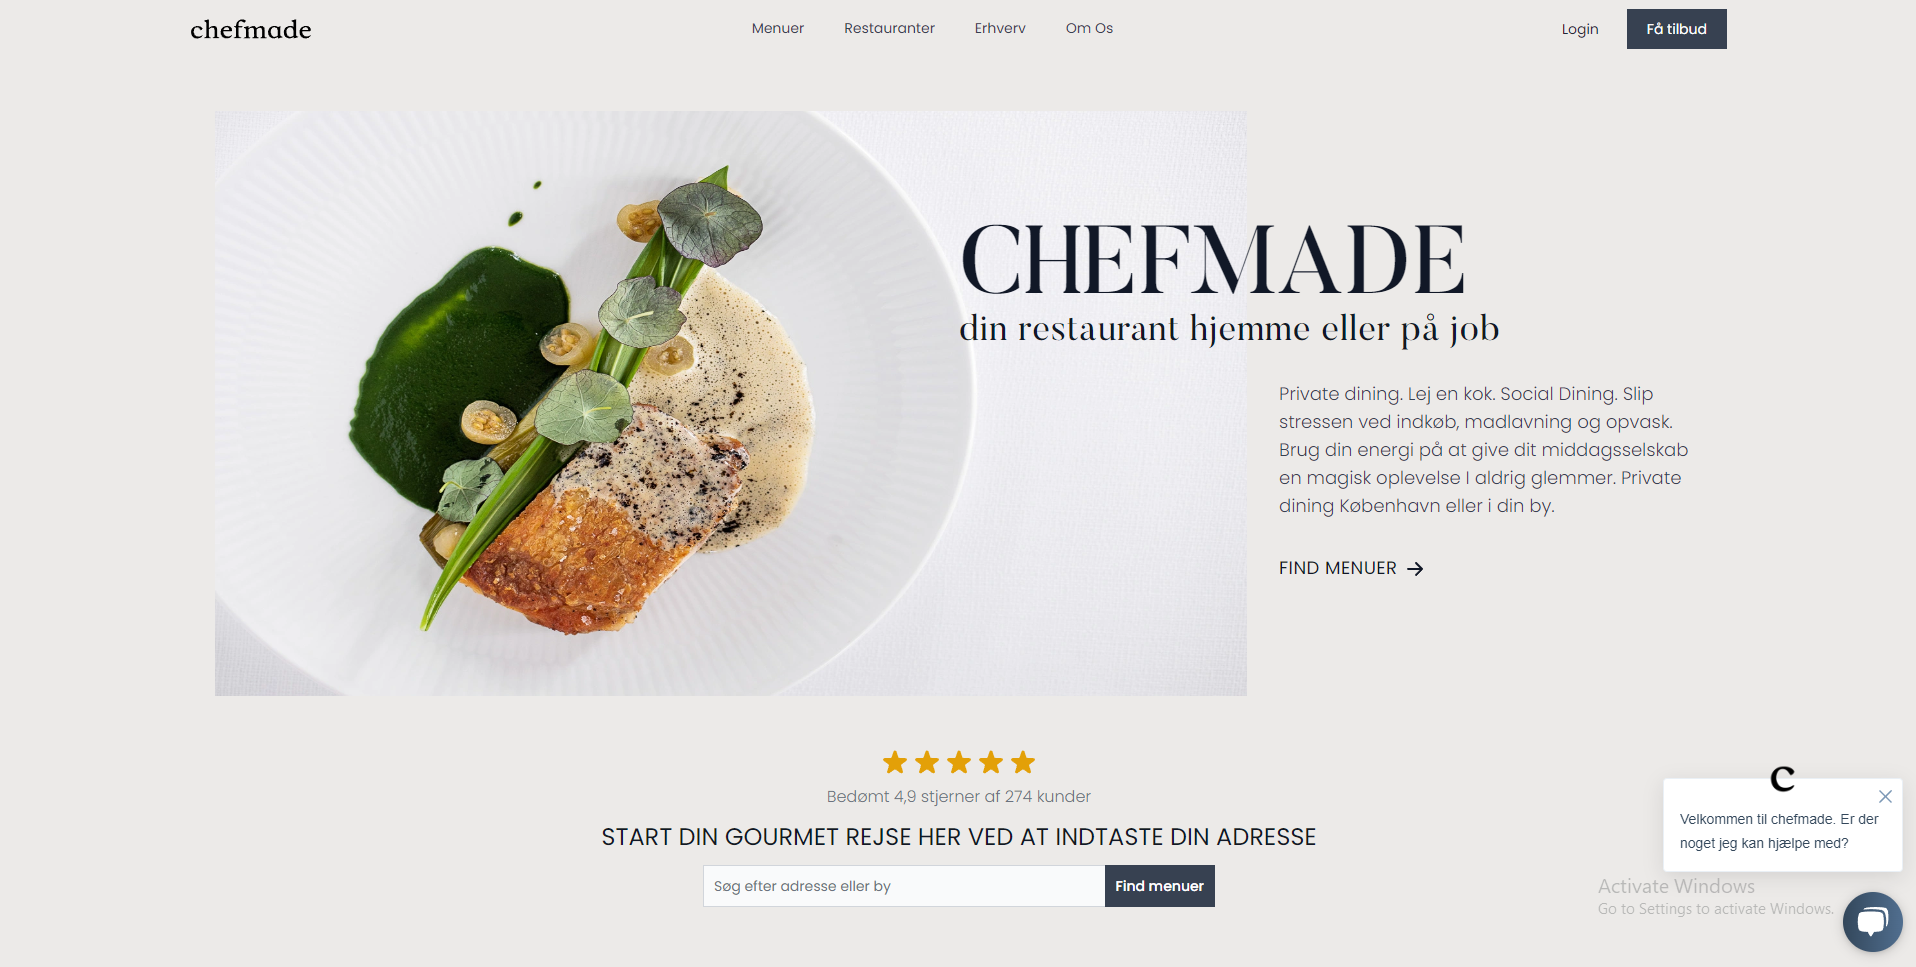 chefmade
Menuer
Restauranter
Erhverv
Om Os
Login
Få tilbud
CHEFMADE
din restaurant hjemme eller på job
Private dining. Lej en kok. Social Dining. Slip
stressen ved indkøb, madlavning og opvask.
Brug din energi på at give dit middagsselskab
en magisk oplevelse I aldrig glemmer. Private
dining København eller i din by.
FIND MENUER
Bedømt 4,9 stjerner af 274 kunder
START DIN GOURMET REJSE HER VED AT INDTASTE DIN ADRESSE
Søg efter adresse eller by
Find menuer
c
Velkommen til chefmade. Er der
noget jeg kan hjælpe med?
Activate Windows
Go to Settings to activate Windows.